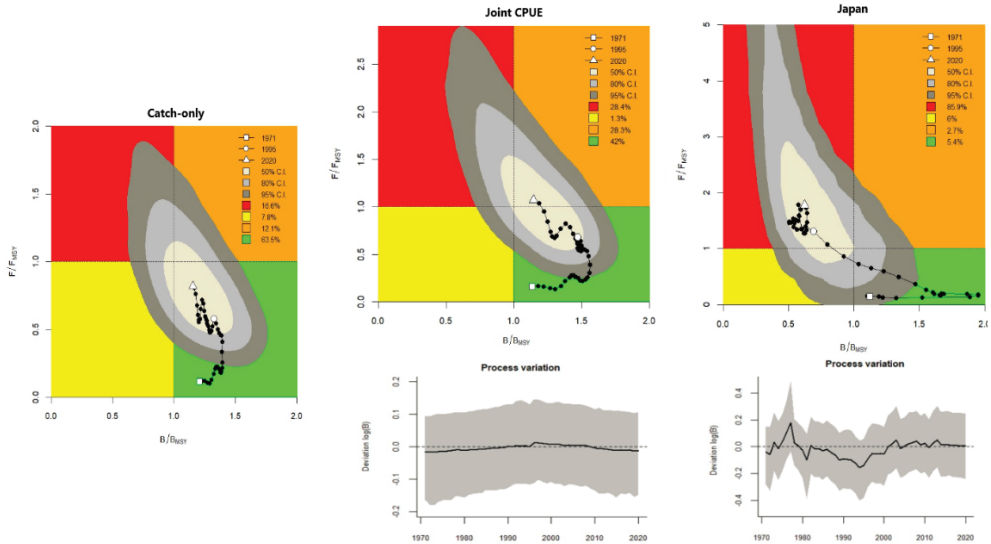 Catch-only
2.0
1.5
1.0
0.5
0.0
F/FMSY
1971
1995
2020
50% C.I.
80% C.I.
95% C.I.
16.6%
7.8%
12.1%
63.5%
0.0 0.5 1.0 1.5 2.0
B/BMSY
Joint CPUE
2.5
2.0
1.5
1.0
0.5
0.0
F/FMSY
1971
1995
2020
50% C.I.
80% C.I.
95% C.I.
28.4%
1.3%
28.3%
42%
0.0 0.5 1.0 1.5 2.0
B/BMSY
Japan
5
4
3
2
1
0
F/FMSY
1971
1995
2020
50% C.I.
80% C.I.
95% C.I.
85.9%
6%
2.7%
5.4%
0.0 0.5 1.0 1.5 2.0
B/BMSY
Process variation
0.2
0.1
0.0
-0.1
-0.2
Deviation log(B)
1970 1980 1990 2000 2010 2020
Process variation
0.4
0.2
0.0
-0.2
-0.4
Deviation log(B)
1970 1980 1990 2000 2010 2020